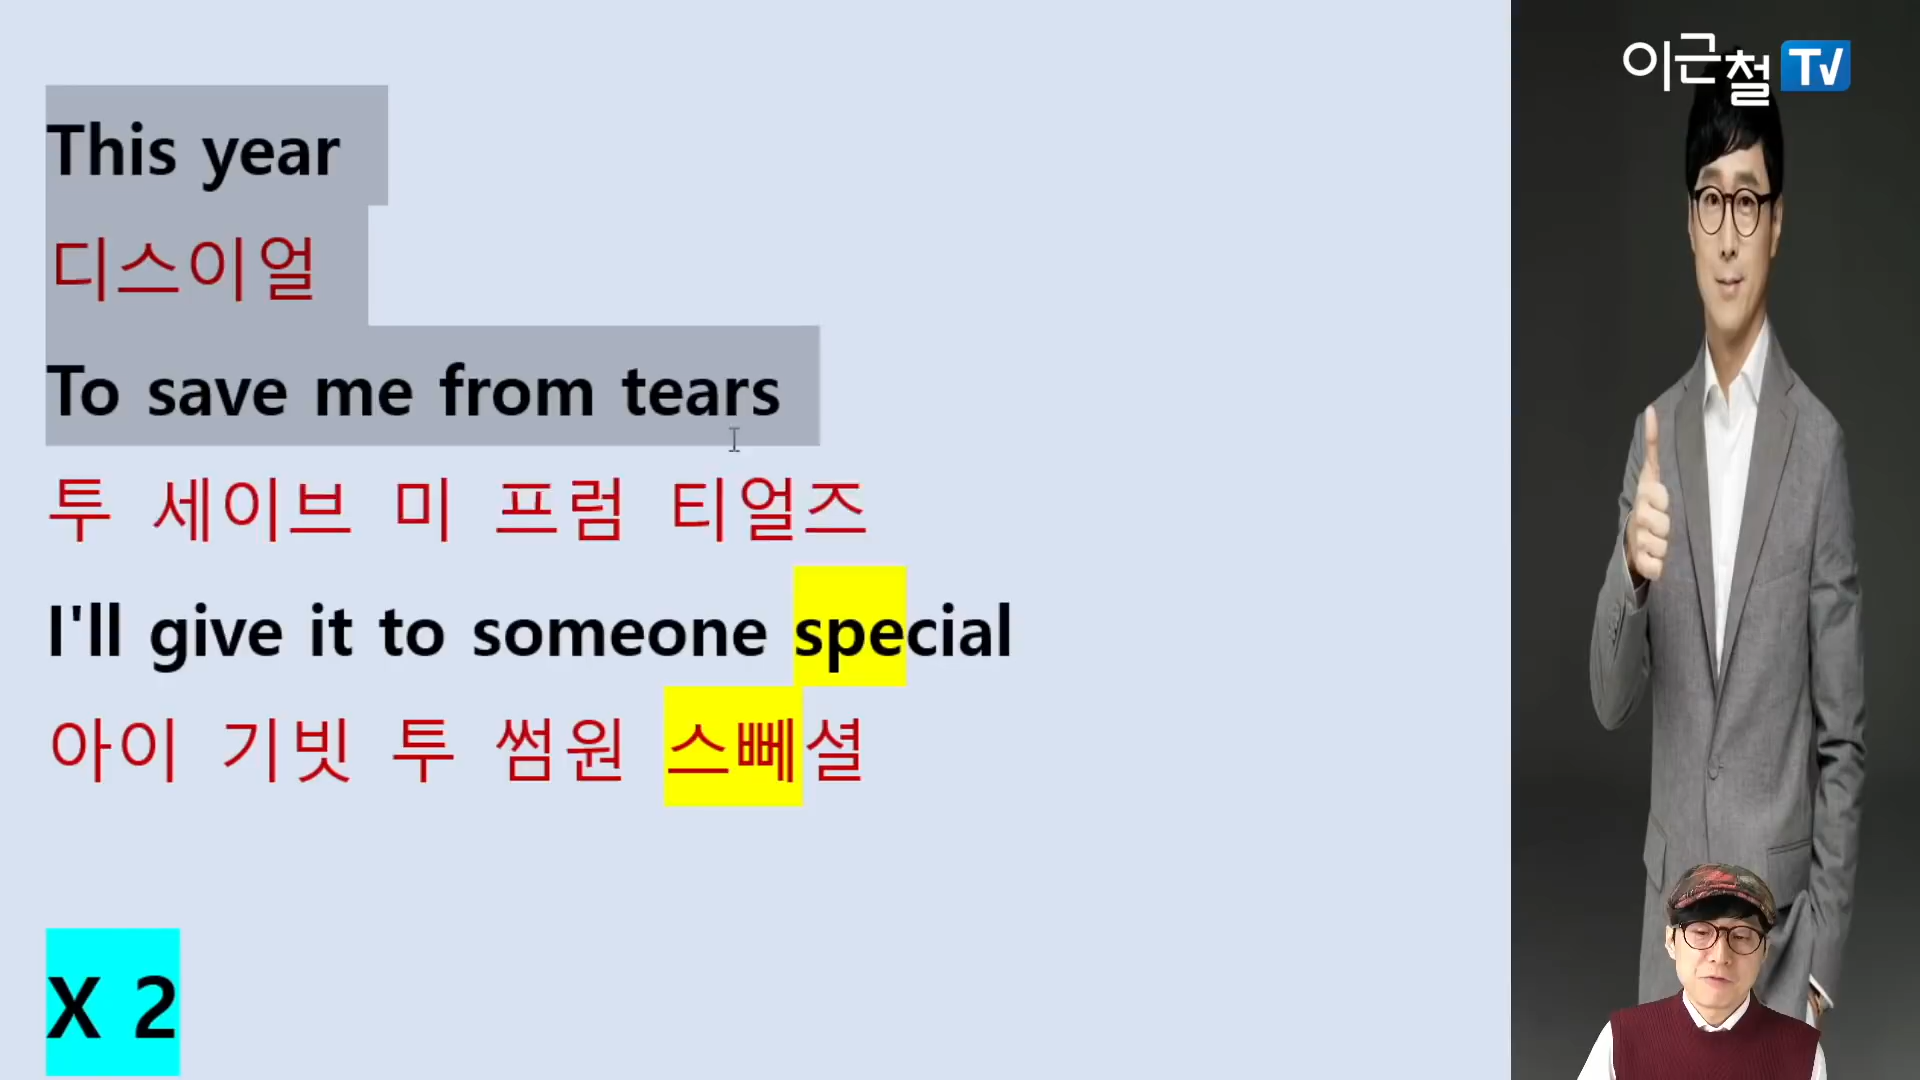 This year
디스이얼
To save me from tears
투 세이브 미 프럼 티얼즈
I'll give it to someone special
아이 기빗 투 썸원 스뻬셜
X 2
이근철 TV